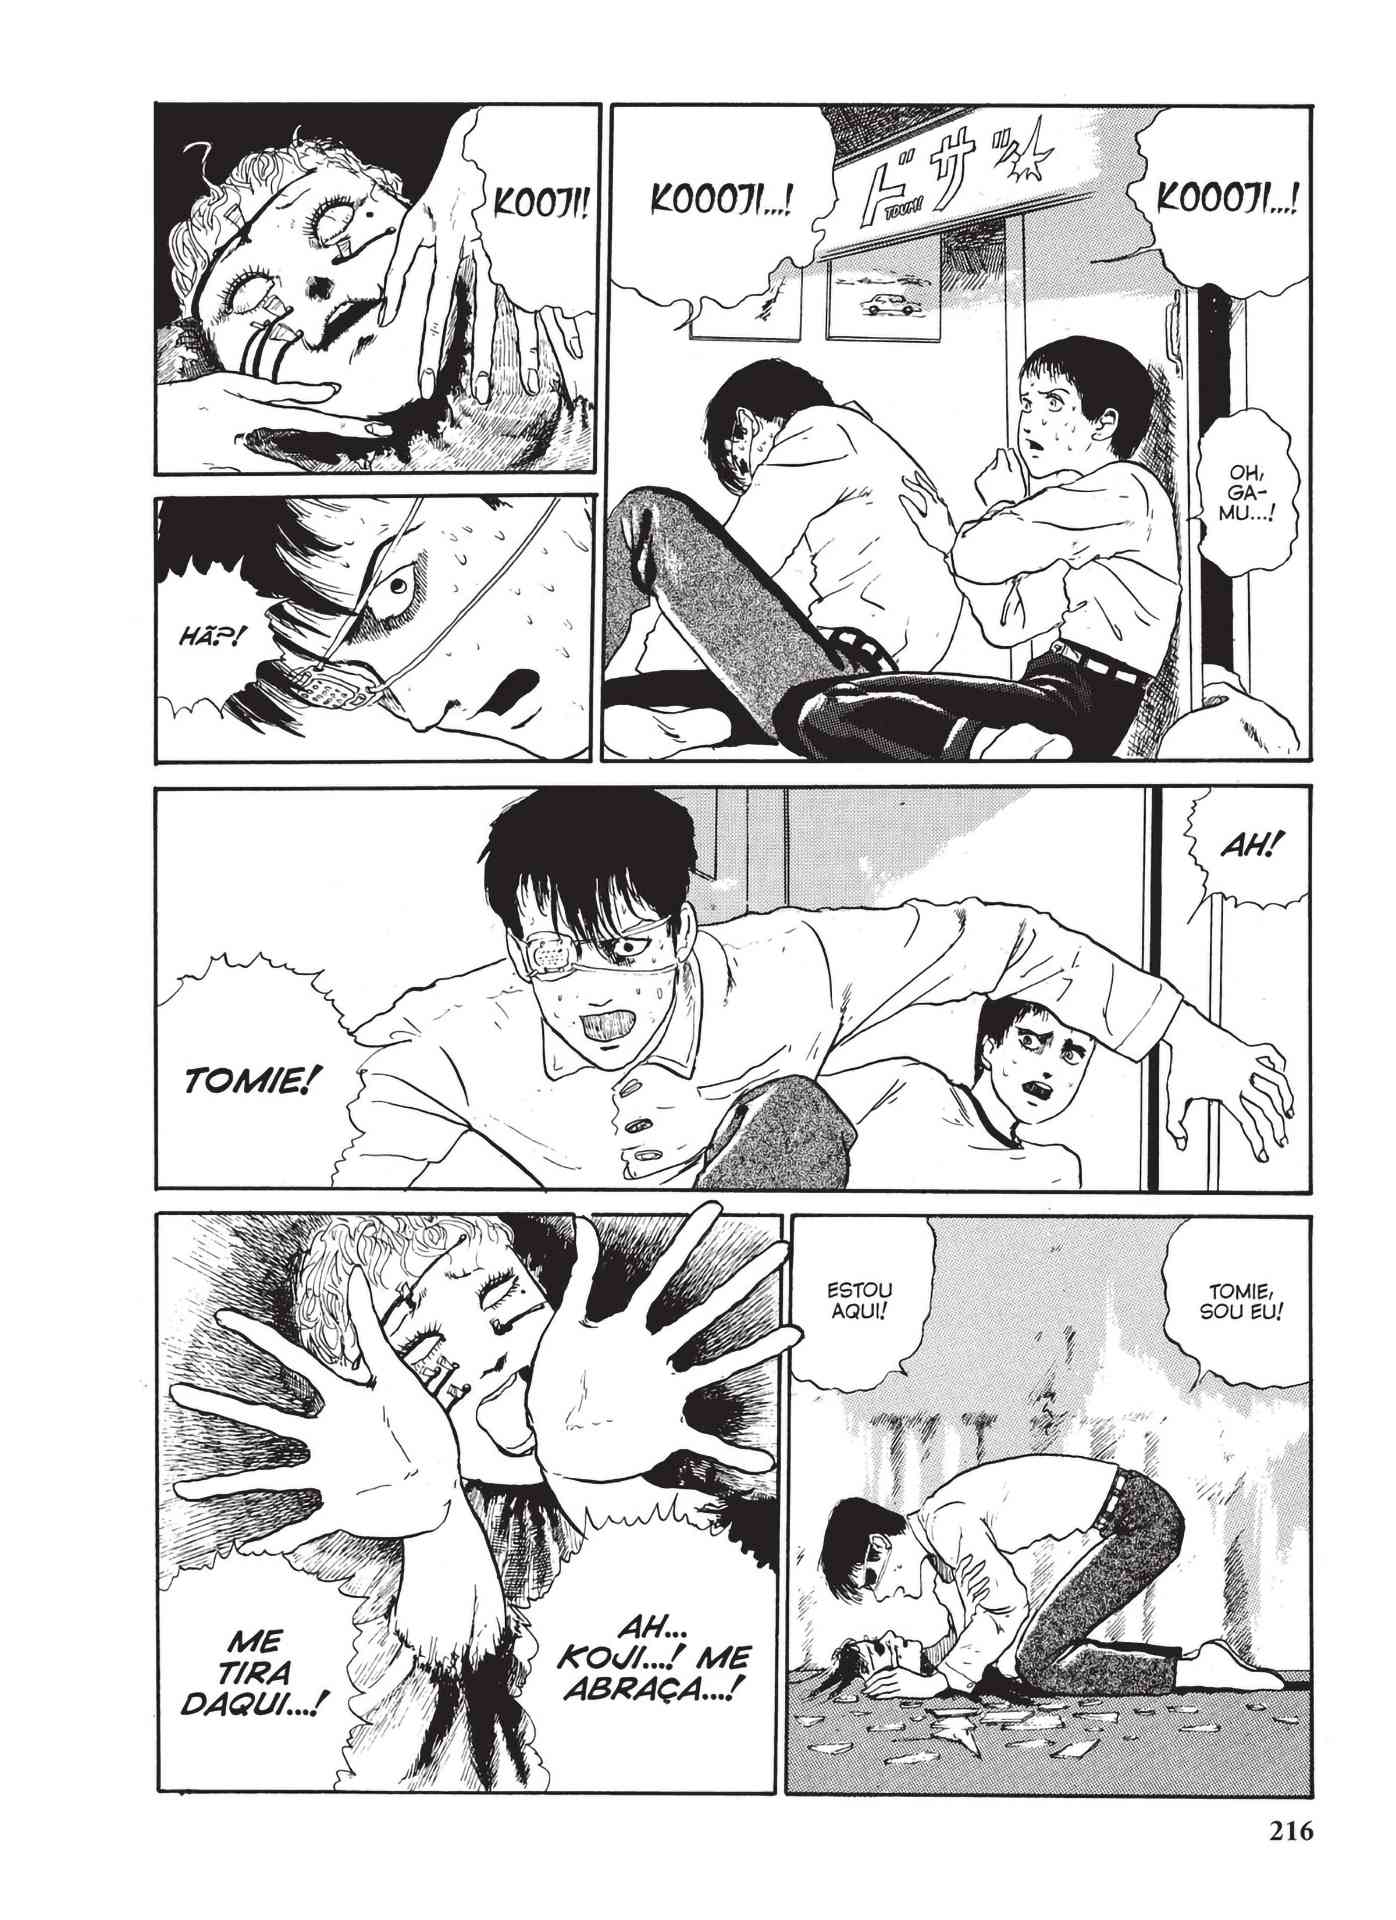 KOOOJI...!
ドサッ
TDUM!
KOOOJI...!
OH,
GA-
MU...!
KOOJI!
HÃ?!
AH!
TOMIE!
TOMIE,
SOU EU!
ESTOU
AQUI!
AH...
KOJI...! ME
ABRAÇA...!
ME
TIRA
DAQUI...!
216